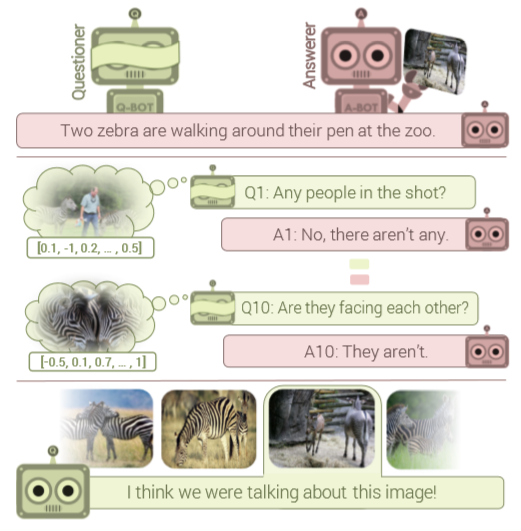 Questioner
Q
Q-BOT
Answerer
A
A-BOT
Two zebra are walking around their pen at the zoo.
Q1: Any people in the shot?
[0.1, -1, 0.2, ... , 0.5]
A1: No, there aren't any.
Q10: Are they facing each other?
[-0.5, 0.1, 0.7, ... , 1]
A10: They aren't.
I think we were talking about this image!